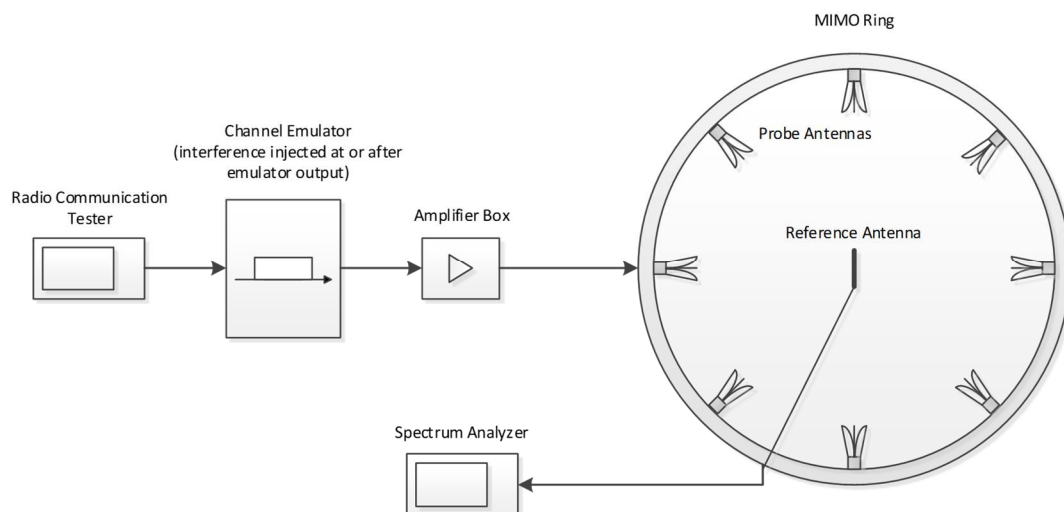 MIMO Ring
Channel Emulator
(interference injected at or after
emulator output)
Probe Antennas
Radio Communication
Tester
Amplifier Box
Reference Antenna
Spectrum Analyzer